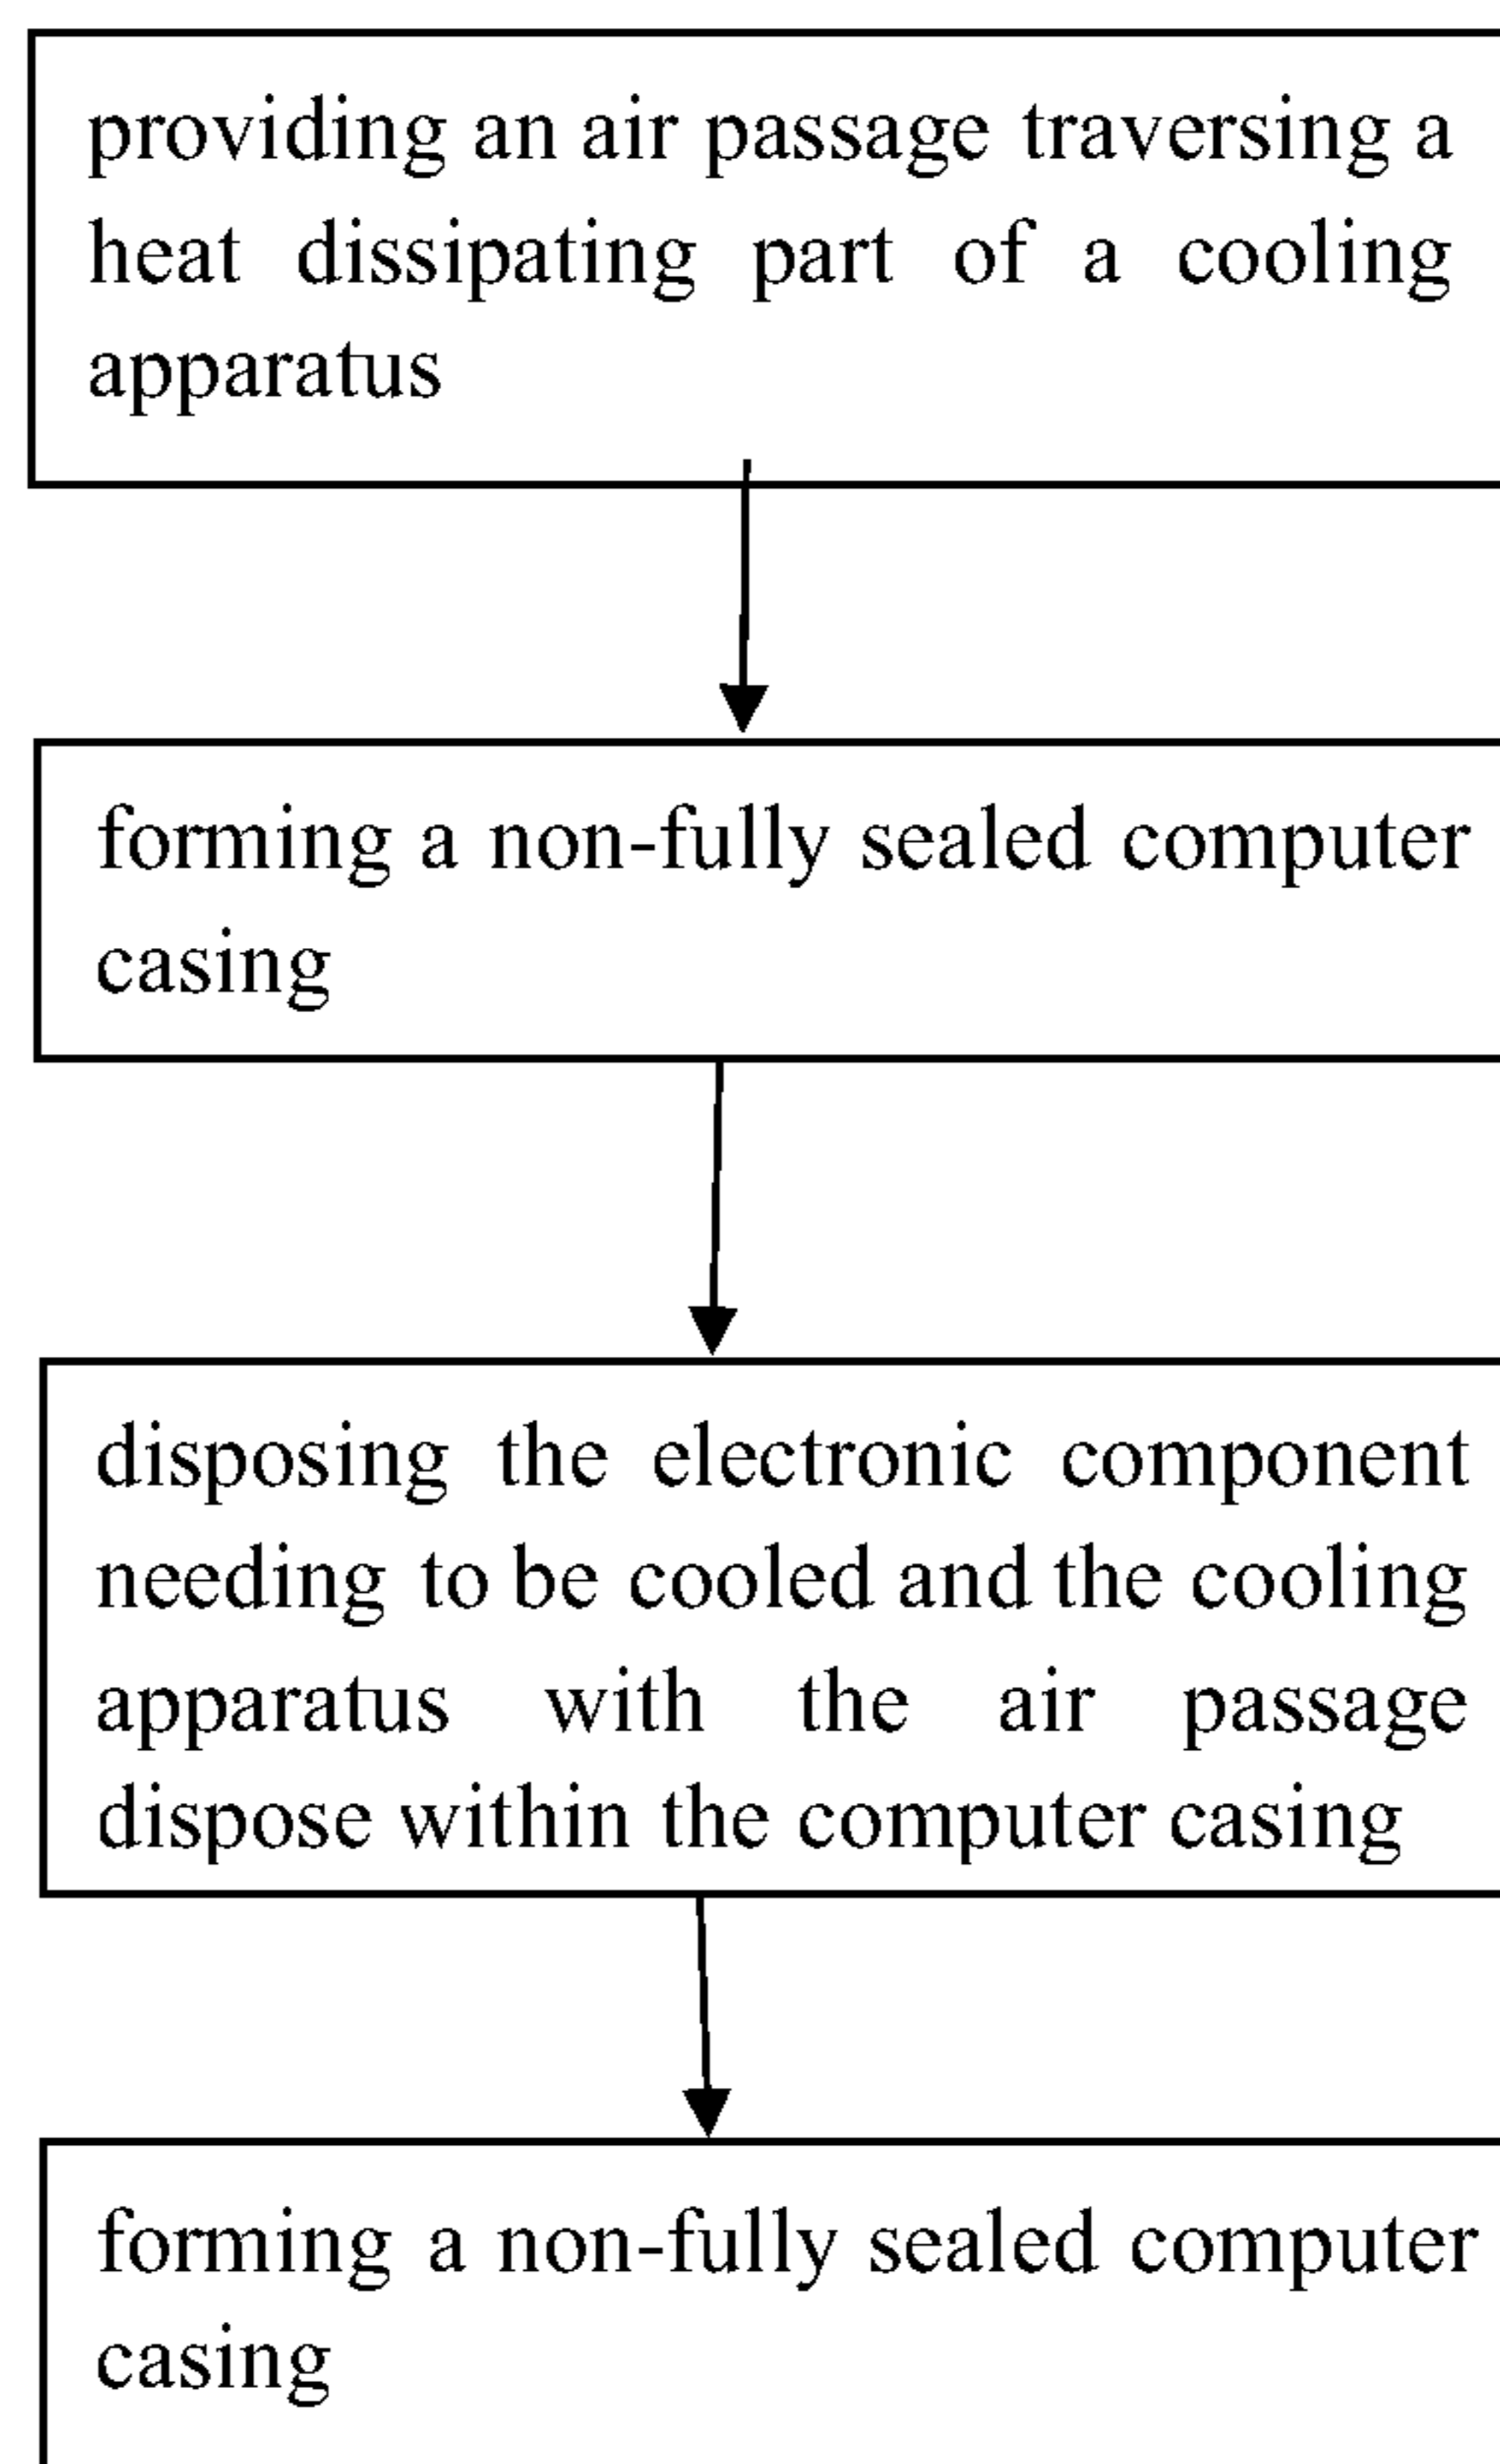 providing an air passage traversing a
heat dissipating part of a cooling
apparatus
forming a non-fully sealed computer
casing
disposing the electronic component
needing to be cooled and the cooling
apparatus with the air passage
dispose within the computer casing
forming a non-fully sealed computer
casing